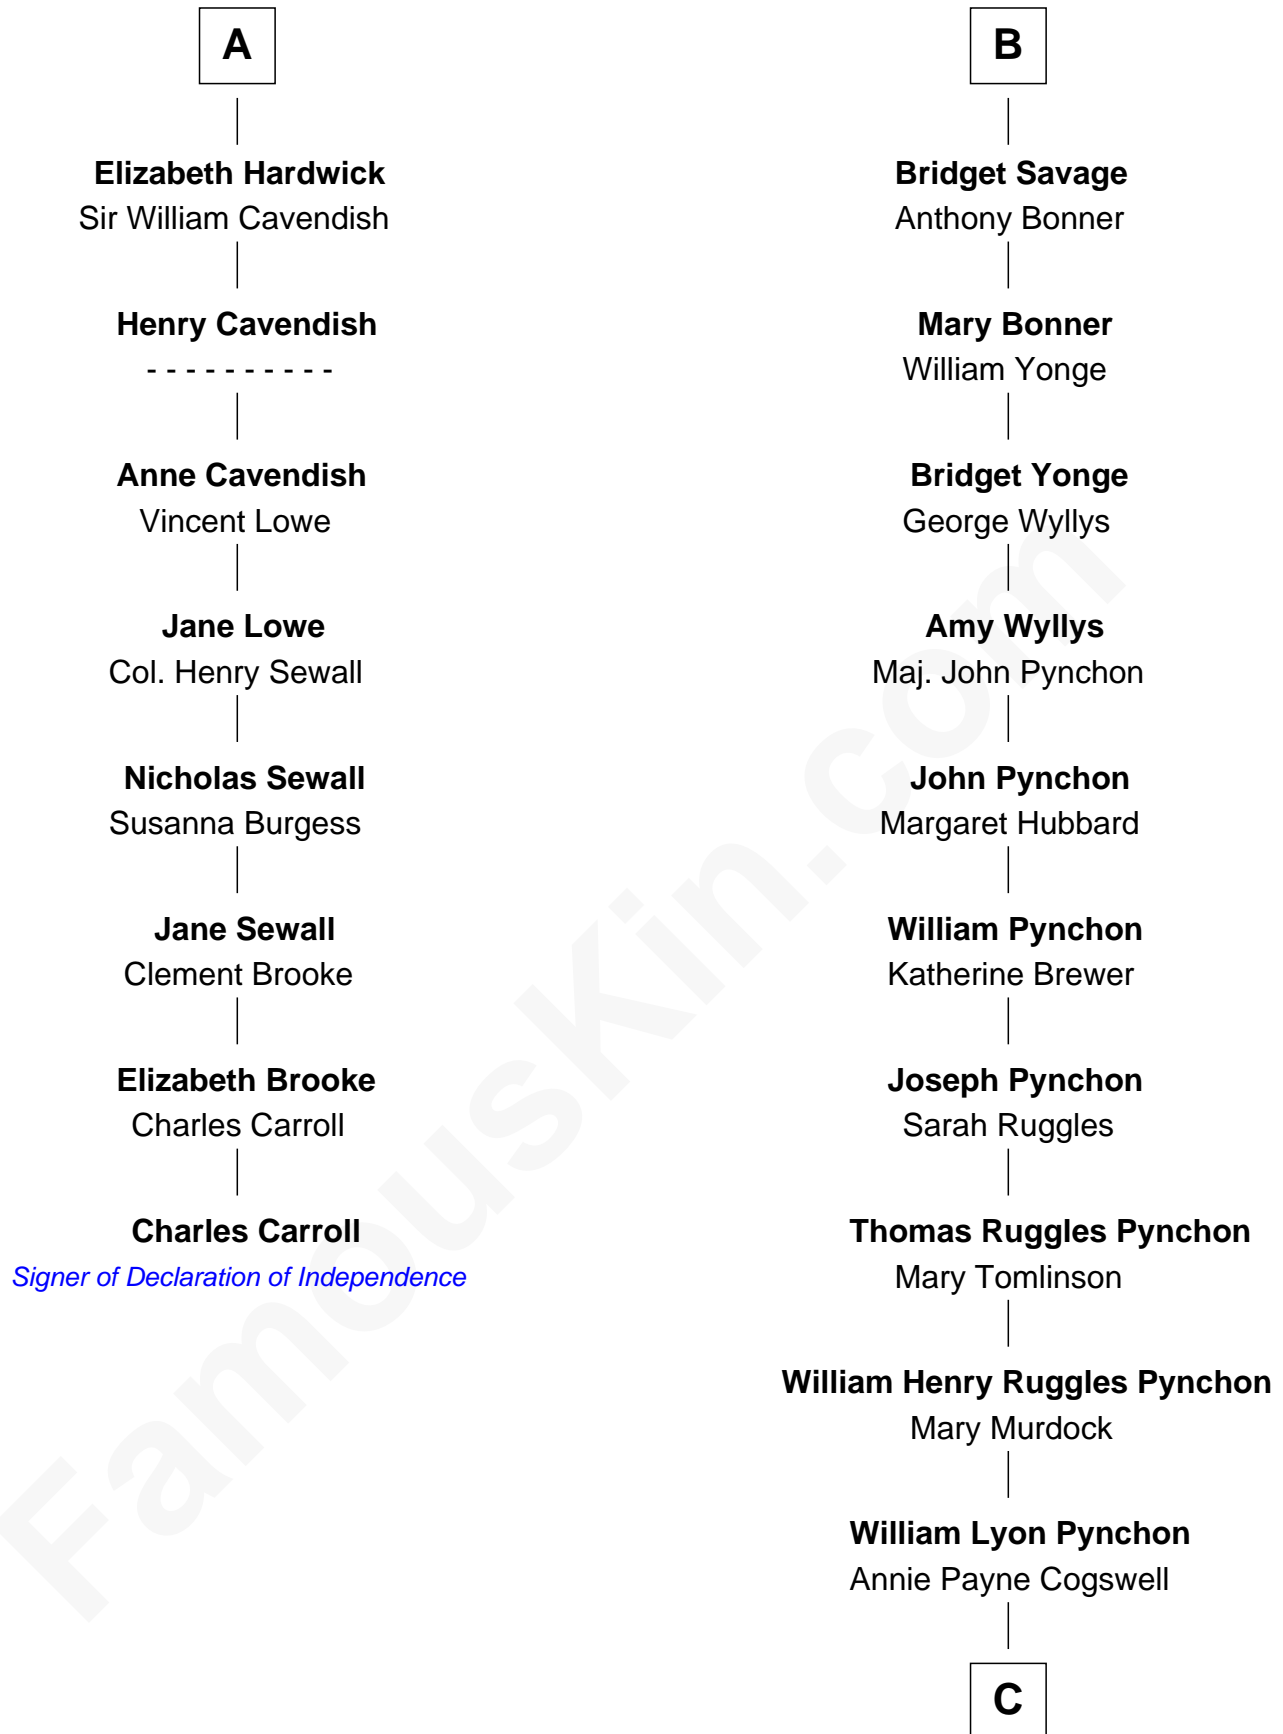 A
Elizabeth Hardwick
Sir William Cavendish
Henry Cavendish
- - - - - - - - - -
Anne Cavendish
Vincent Lowe
Jane Lowe
Col. Henry Sewall
Nicholas Sewall
Susanna Burgess
Jane Sewall
Clement Brooke
Elizabeth Brooke
Charles Carroll
Charles Carroll
Signer of Declaration of Independence
B
Bridget Savage
Anthony Bonner
Mary Bonner
William Yonge
Bridget Yonge
George Wyllys
Amy Wyllys
Maj. John Pynchon
John Pynchon
Margaret Hubbard
William Pynchon
Katherine Brewer
Joseph Pynchon
Sarah Ruggles
Thomas Ruggles Pynchon
Mary Tomlinson
William Henry Ruggles Pynchon
Mary Murdock
William Lyon Pynchon
Annie Payne Cogswell
C
FamousKin.com